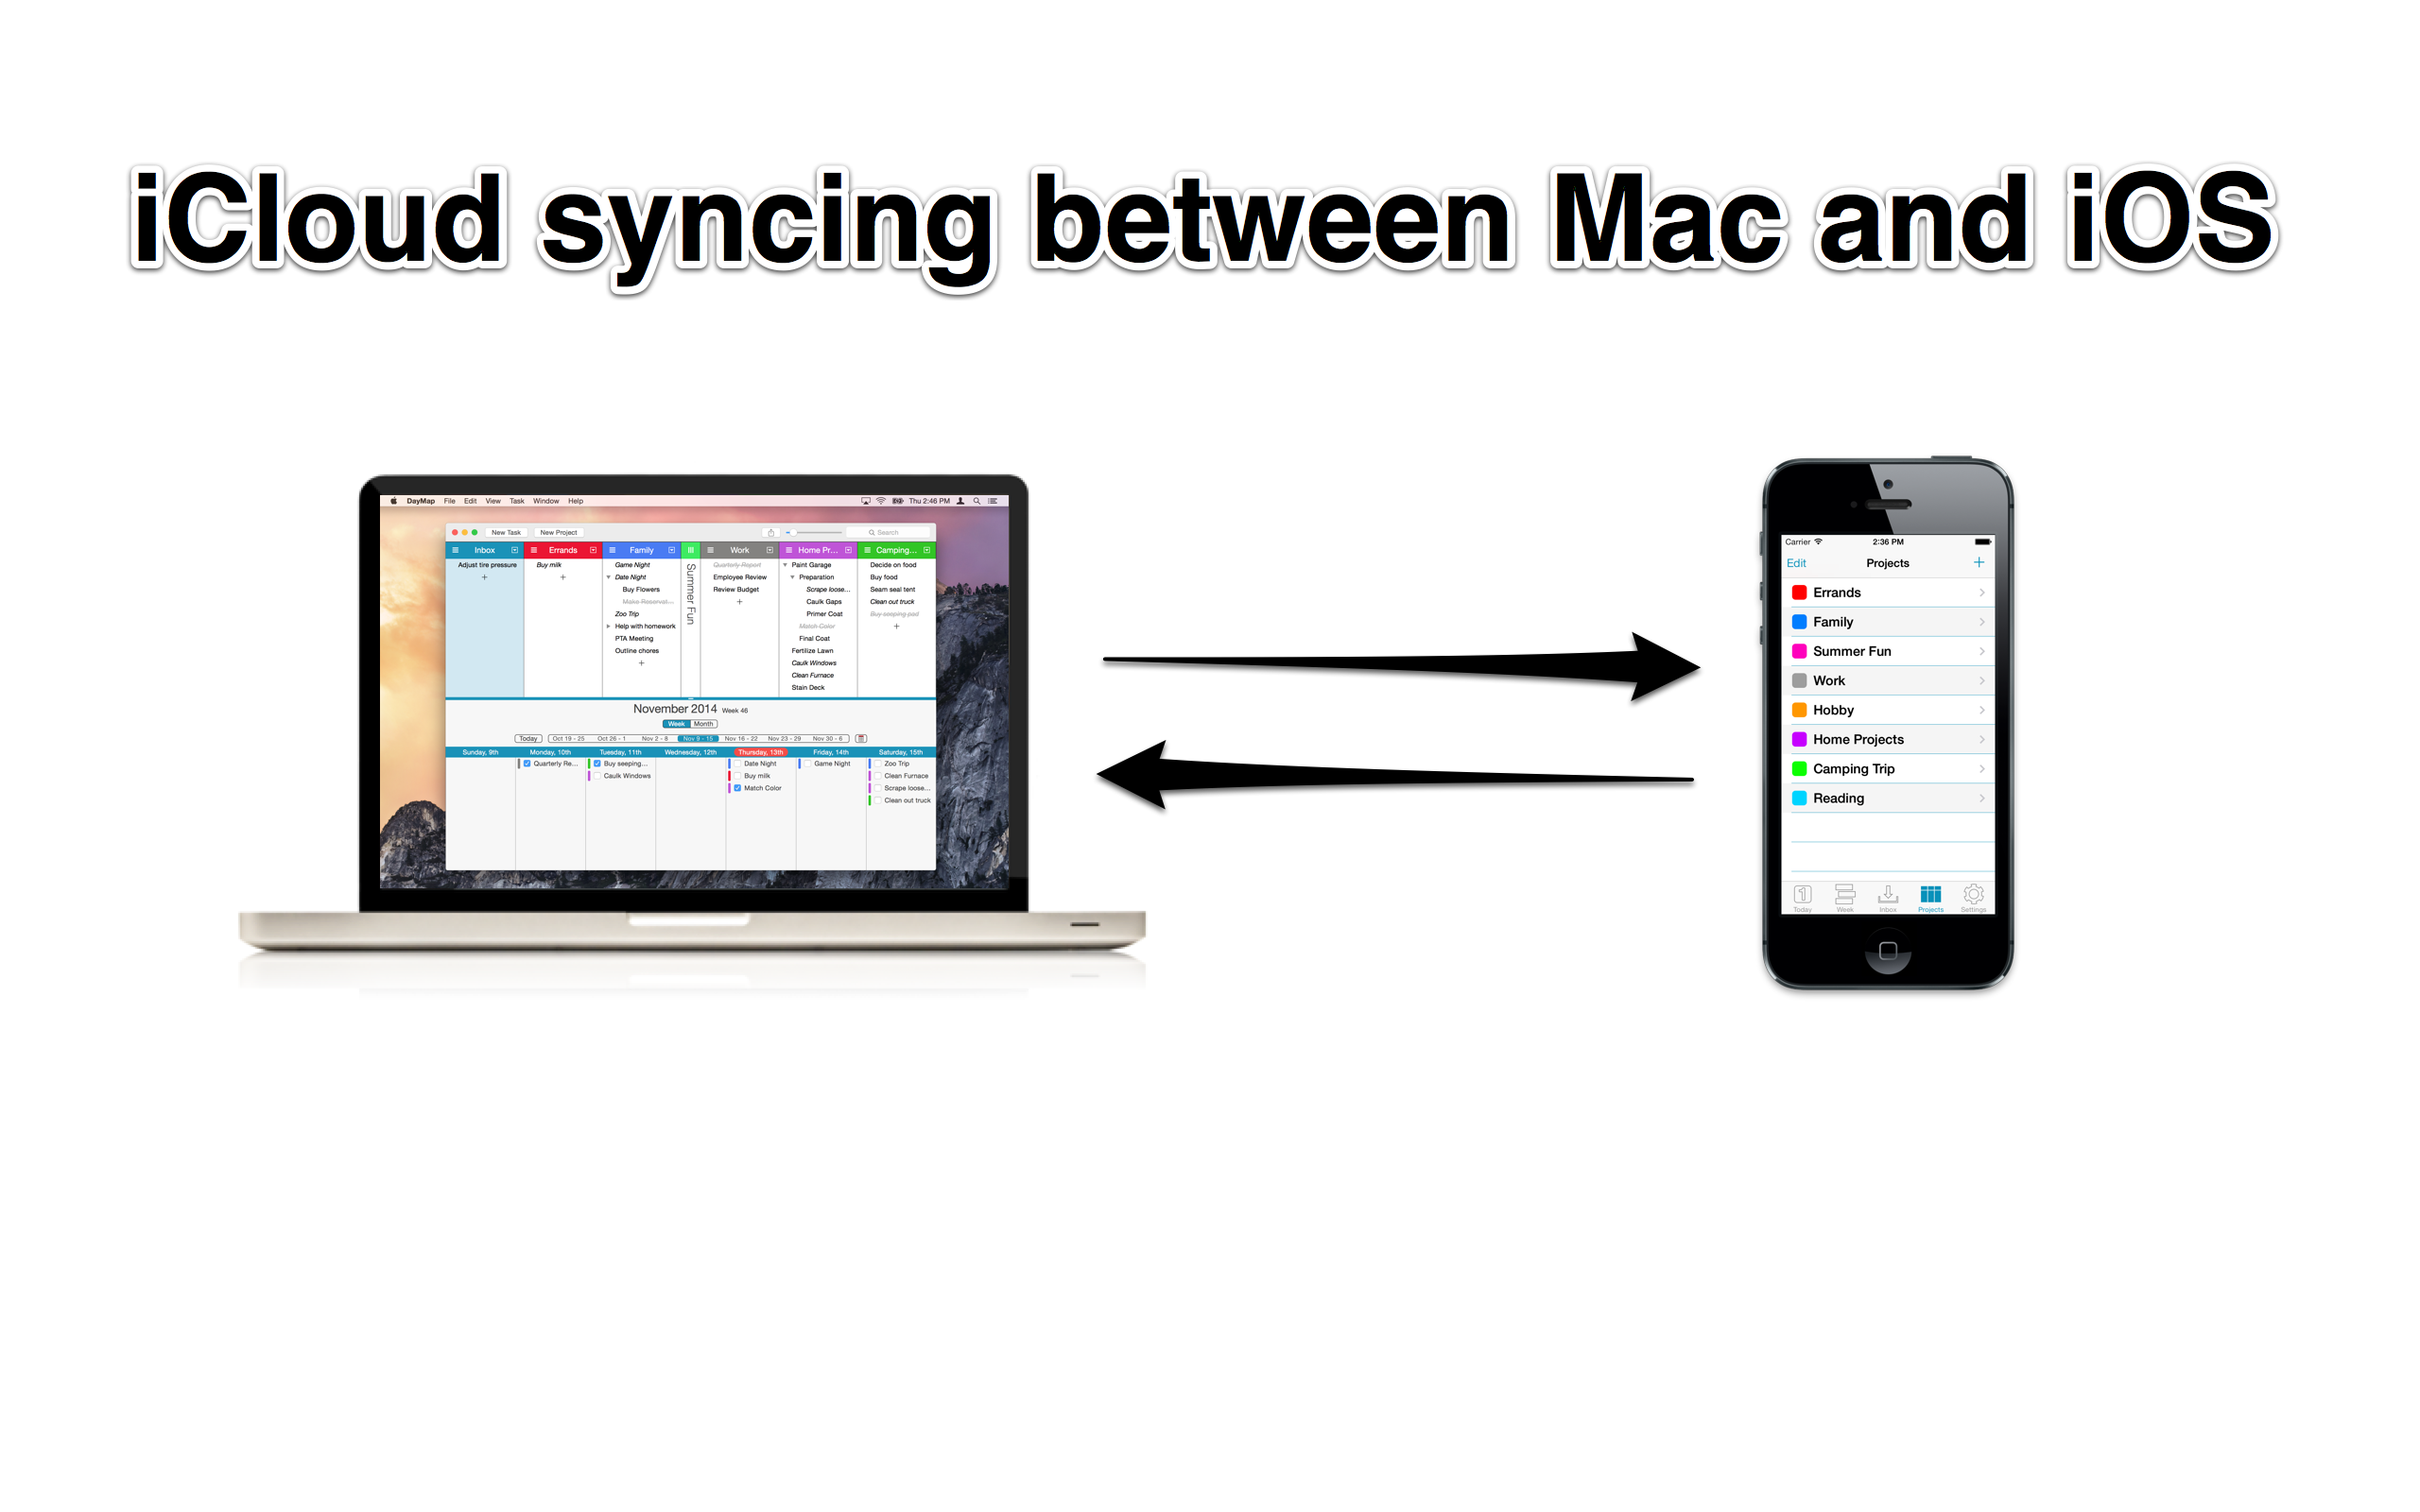 iCloud syncing between Mac and iOS
DayMap File Edit View Task Window Help Thu 2:46 PM
New Task New Project Search
Inbox Errands Family Work Home Pr... Camping...
Adjust tire pressure
+
Buy milk
+
Game Night
Date Night
Buy Flowers
Make Reservat...
Zoo Trip
Help with homework
PTA Meeting
Outline chores
+
Summer Fun
Quarterly Report
Employee Review
Review Budget
+
Paint Garage
Preparation
Scrape loose...
Caulk Gaps
Primer Coat
Match Color
Final Coat
Fertilize Lawn
Caulk Windows
Clean Furnace
Stain Deck
Decide on food
Buy food
Seam seal tent
Clean out truck
Buy seeping pad
+
November 2014 Week 46
Week Month
Today Oct 19 - 25 Oct 26 - 1 Nov 2 - 8 Nov 9 - 15 Nov 16 - 22 Nov 23 - 29 Nov 30 - 6
Sunday, 9th Monday, 10th Tuesday, 11th Wednesday, 12th Thursday, 13th Friday, 14th Saturday, 15th
Quarterly Re...
Buy seeping...
Caulk Windows
Date Night
Buy milk
Match Color
Game Night
Zoo Trip
Clean Furnace
Scrape loose...
Clean out truck
Carrier 2:36 PM
Edit Projects +
Errands
Family
Summer Fun
Work
Hobby
Home Projects
Camping Trip
Reading
1
Today Week Inbox Projects Settings